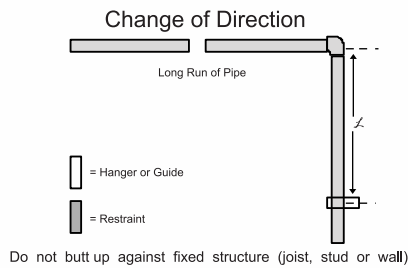 Change of Direction
Long Run of Pipe
ℒ
= Hanger or Guide
= Restraint
Do not butt up against fixed structure (joist, stud or wall)